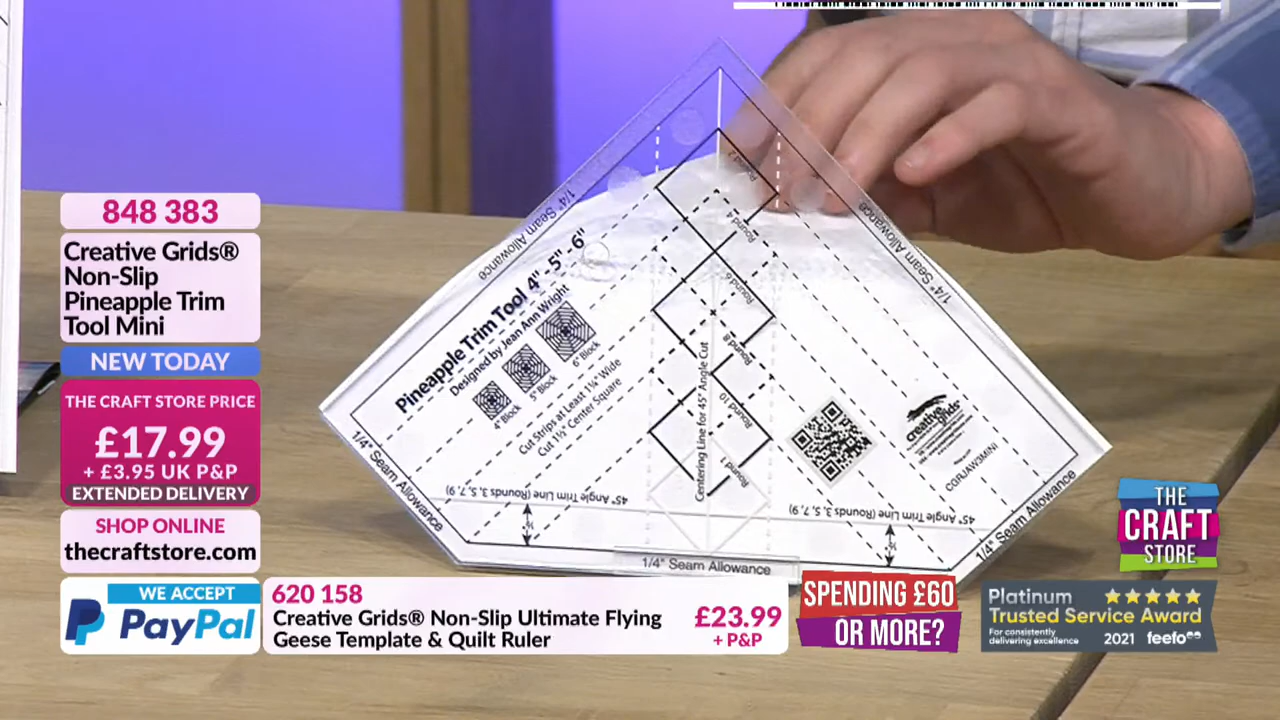 848 383
Creative Grids®
Non-Slip
Pineapple Trim
Tool Mini
NEW TODAY
THE CRAFT STORE PRICE
£17.99
+ £3.95 UK P&P
EXTENDED DELIVERY
SHOP ONLINE
thecraftstore.com
WE ACCEPT
PayPal
620 158
Creative Grids® Non-Slip Ultimate Flying
Geese Template & Quilt Ruler
£23.99
+ P&P
SPENDING £60
OR MORE?
THE
CRAFT
STORE
Platinum
Trusted Service Award
For consistently
delivering excellence
2021 feefo
1/4" Seam Allowance
1/4" Seam Allowance
Pineapple Trim Tool 4" - 5" - 6"
Designed by Jean Ann Wright
4" Block
5" Block
6" Block
Cut Strips at Least 1¼" Wide
Cut 1½" Center Square
Round 2
Round 6
Round 8
Round 10
Centering Line for 45° Angle Cut
creative
grids®
CGRJAW3MINI
45° Angle Trim Line (Rounds 3, 5, 7, 9)
45° Angle Trim Line (Rounds 3, 5, 7, 9)
1/4" Seam Allowance
1/4" Seam Allowance
1/4" Seam Allowance